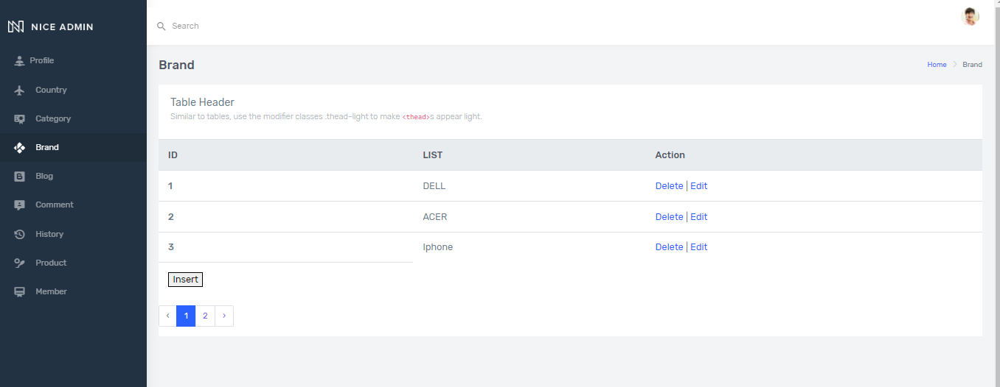 NICE ADMIN
Search
Profile
Country
Category
Brand
Blog
Comment
History
Product
Member
Brand
Home > Brand
Table Header
Similar to tables, use the modifier classes .thead-light to make <thead>s appear light.
ID LIST Action
1 DELL Delete | Edit
2 ACER Delete | Edit
3 Iphone Delete | Edit
Insert
‹ 1 2 ›